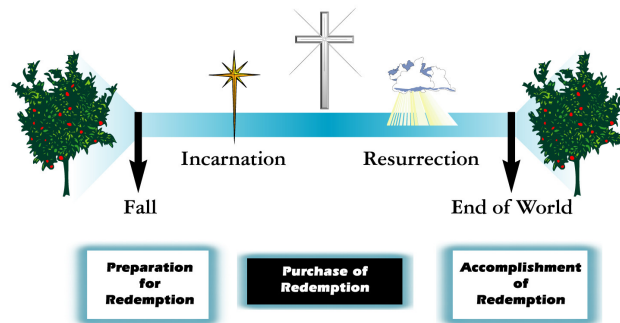 Incarnation
Resurrection
Fall
End of World
Preparation
for
Redemption
Purchase of
Redemption
Accomplishment
of
Redemption